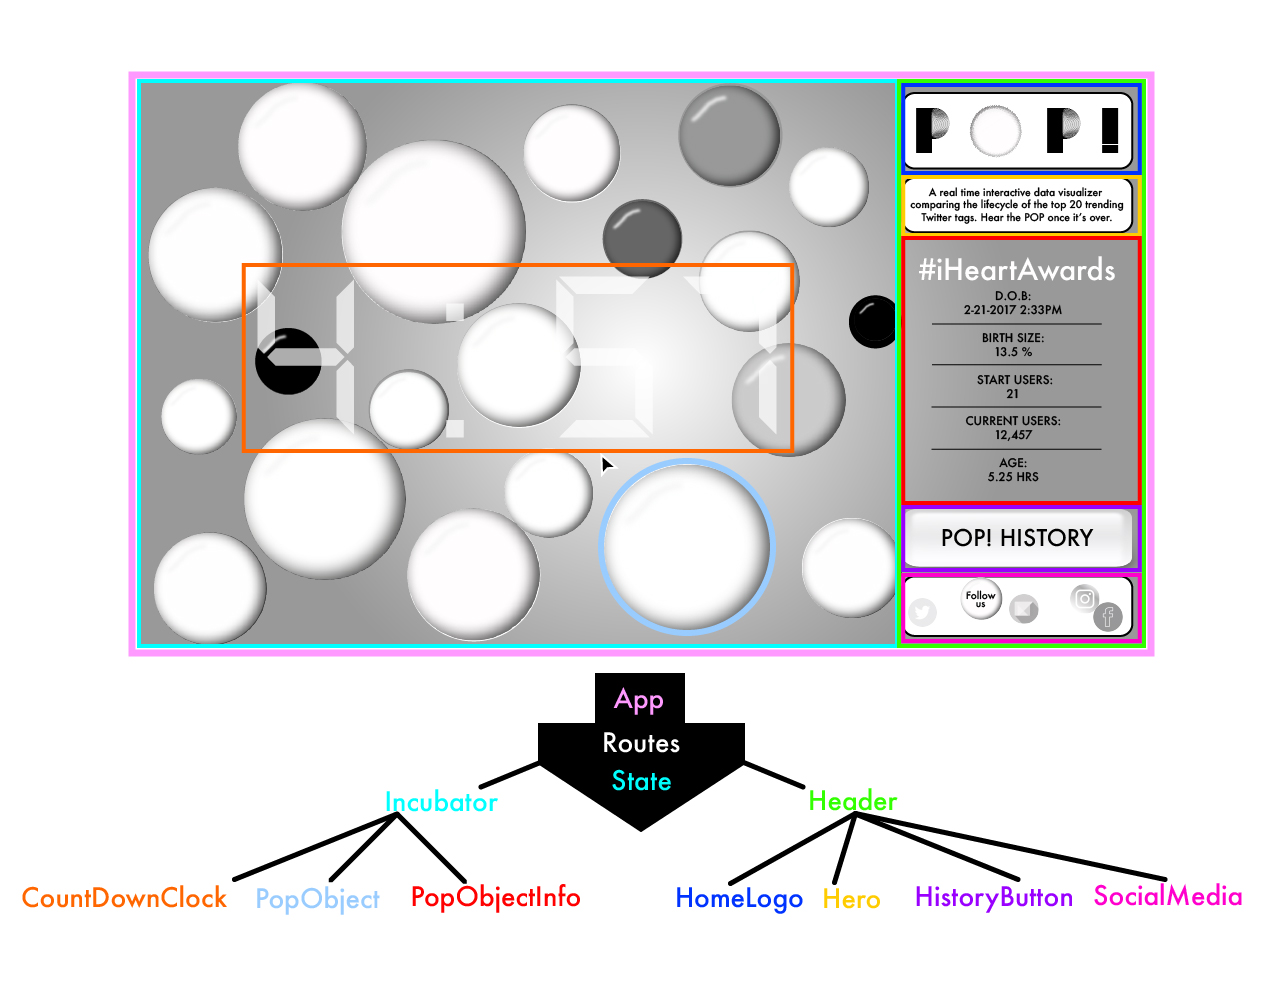 4:57
POP!
A real time interactive data visualizer
comparing the lifecycle of the top 20 trending
Twitter tags. Hear the POP once it's over.
#iHeartAwards
D.O.B:
2-21-2017 2:33PM
BIRTH SIZE:
13.5 %
START USERS:
21
CURRENT USERS:
12,457
AGE:
5.25 HRS
POP! HISTORY
Follow
us
App
Routes
State
Incubator
Header
CountDownClock
PopObject
PopObjectInfo
HomeLogo
Hero
HistoryButton
SocialMedia